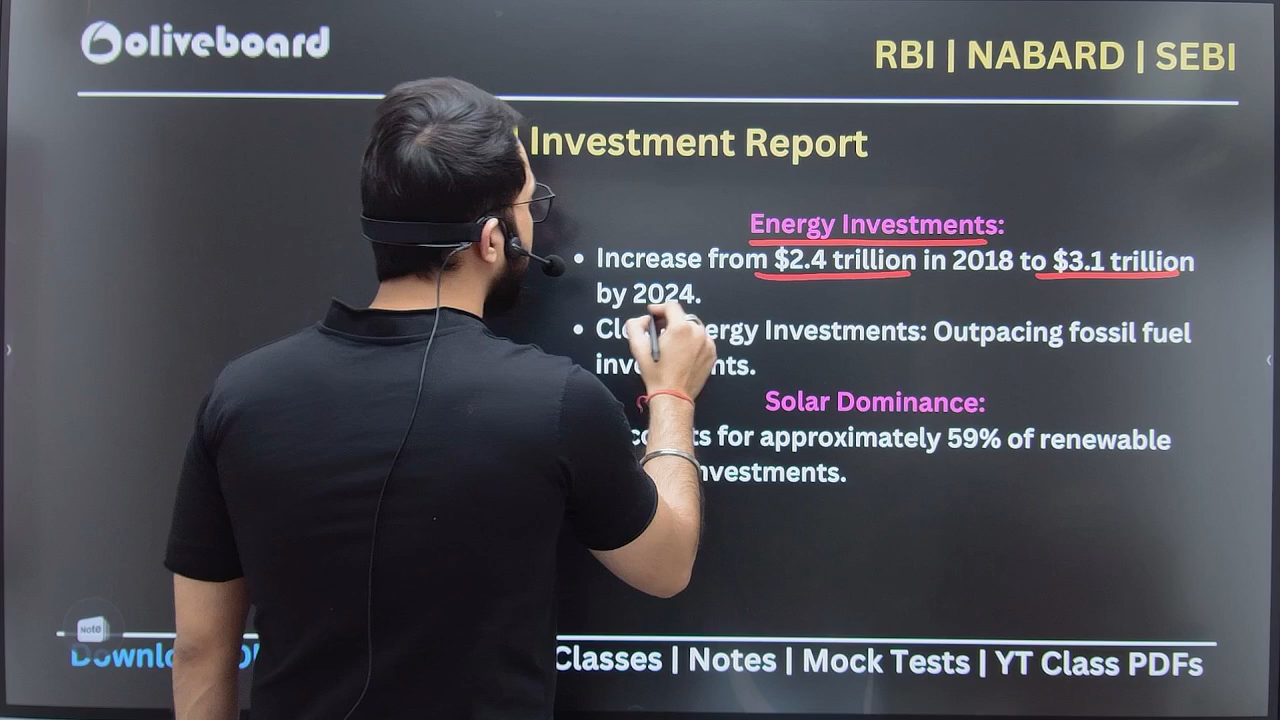 oliveboard
RBI | NABARD | SEBI
Investment Report
Energy Investments:
• Increase from $2.4 trillion in 2018 to $3.1 trillion
by 2024.
• Investments: Outpacing fossil fuel
Solar Dominance:
for approximately 59% of renewable
Note
Classes | Notes | Mock Tests | YT Class PDFs